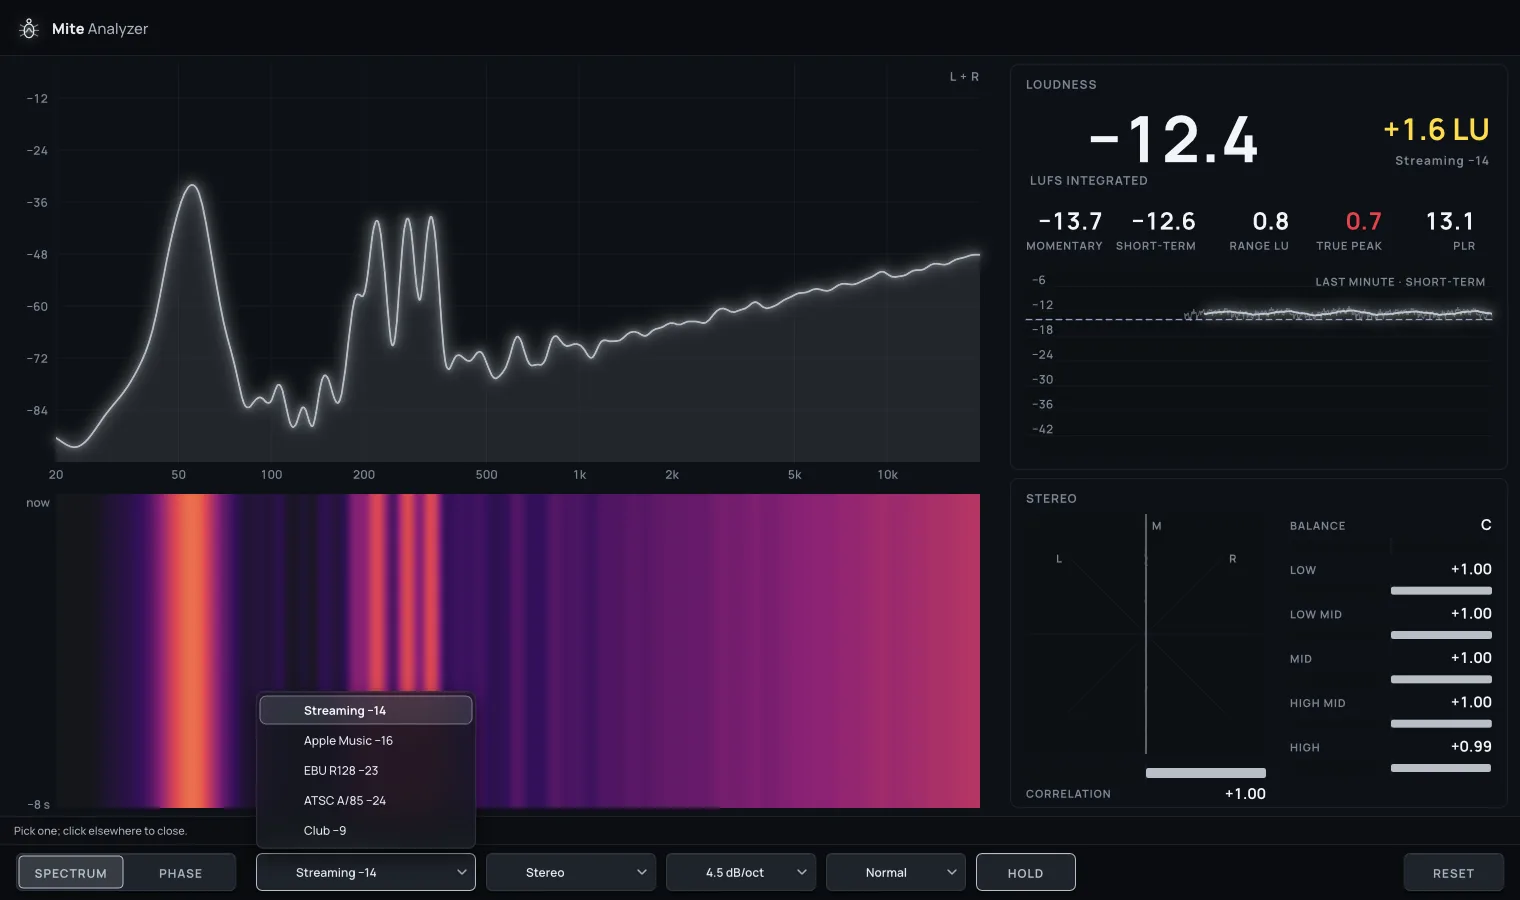 Mite Analyzer
L + R
−12
−24
−36
−48
−60
−72
−84
20 50 100 200 500 1k 2k 5k 10k
now
−8 s
LOUDNESS
−12.4
LUFS INTEGRATED
+1.6 LU
Streaming −14
−13.7 −12.6 0.8 0.7 13.1
MOMENTARY SHORT-TERM RANGE LU TRUE PEAK PLR
LAST MINUTE · SHORT-TERM
−6
−12
−18
−24
−30
−36
−42
STEREO
M
L
R
CORRELATION +1.00
BALANCE C
LOW +1.00
LOW MID +1.00
MID +1.00
HIGH MID +1.00
HIGH +0.99
Streaming −14
Apple Music −16
EBU R128 −23
ATSC A/85 −24
Club −9
Pick one; click elsewhere to close.
SPECTRUM PHASE Streaming −14 Stereo 4.5 dB/oct Normal HOLD RESET